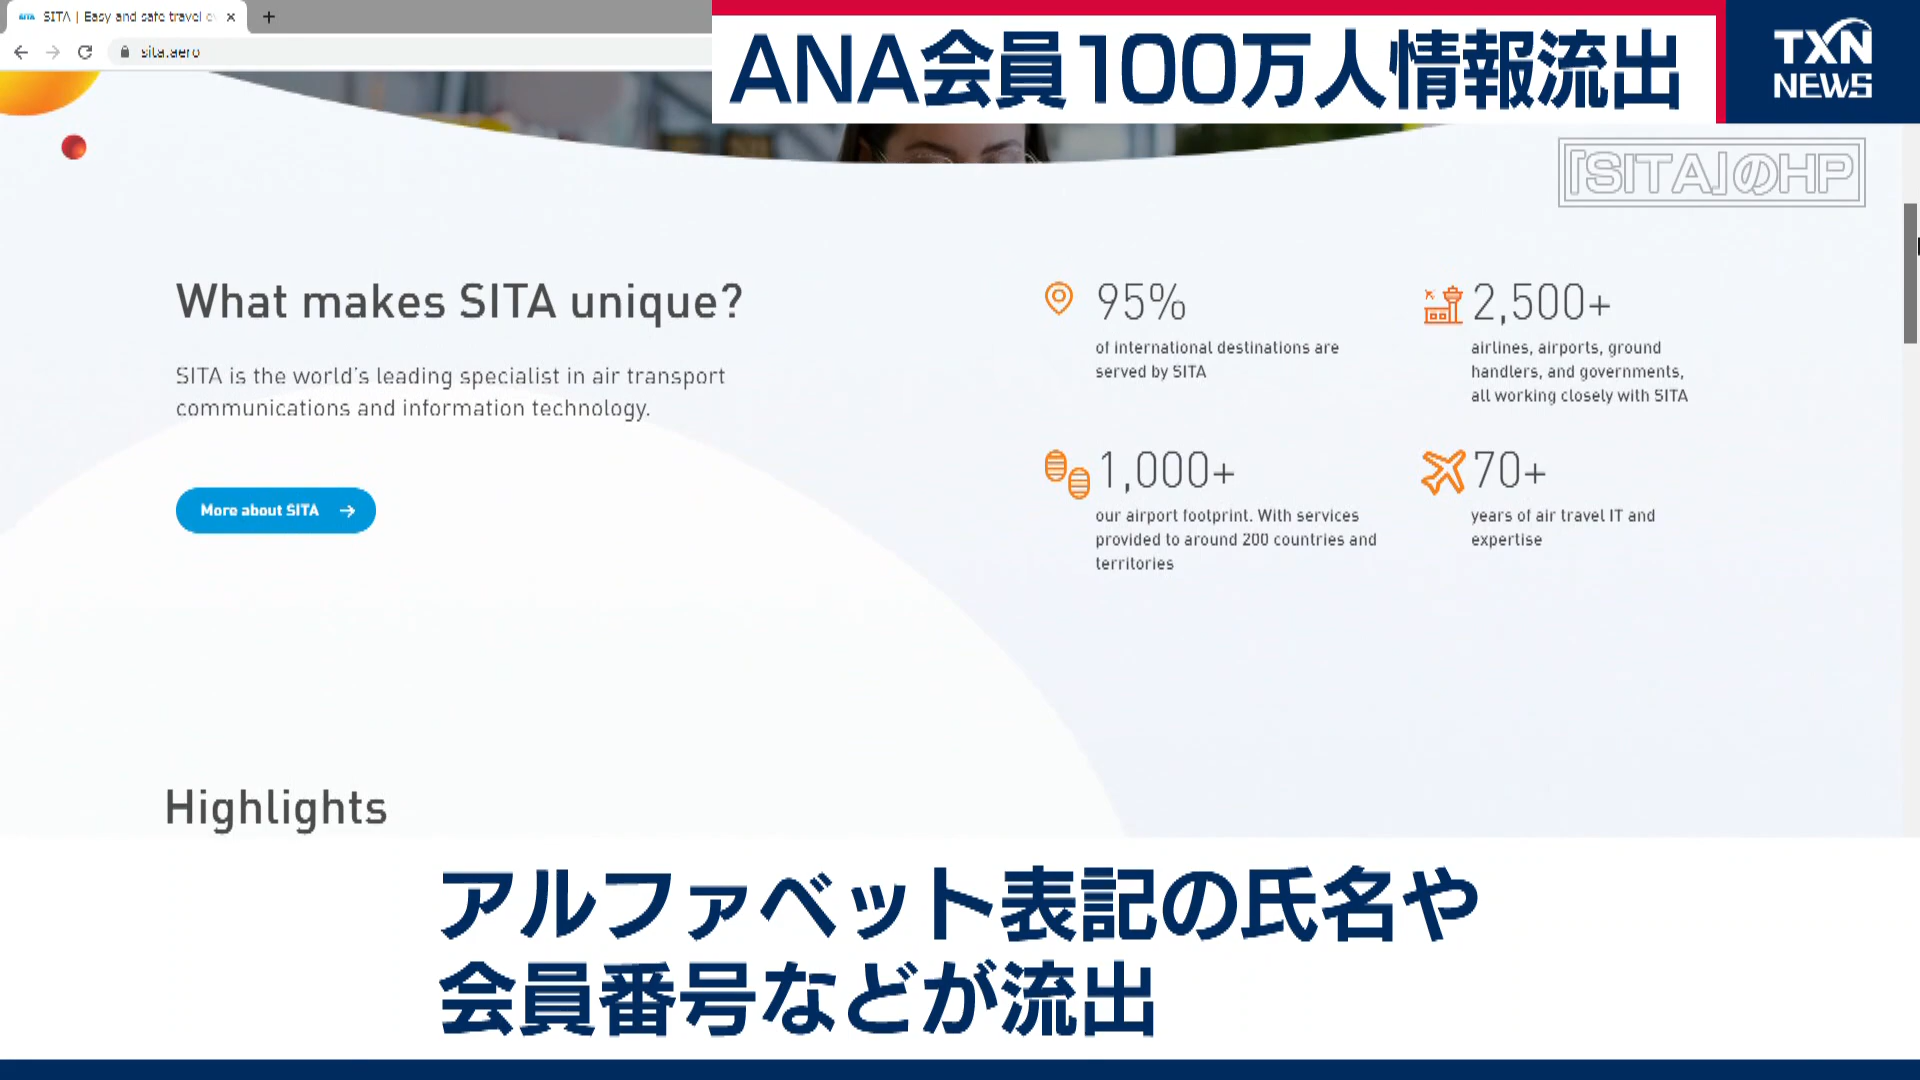 SITA | Easy and safe travel
sita.aero
ANA会員100万人情報流出
TXN
NEWS
「SITA」のHP
What makes SITA unique?
SITA is the world's leading specialist in air transport
communications and information technology.
More about SITA
95%
of international destinations are
served by SITA
2,500+
airlines, airports, ground
handlers, and governments,
all working closely with SITA
1,000+
our airport footprint. With services
provided to around 200 countries and
territories
70+
years of air travel IT and
expertise
Highlights
アルファベット表記の氏名や
会員番号などが流出